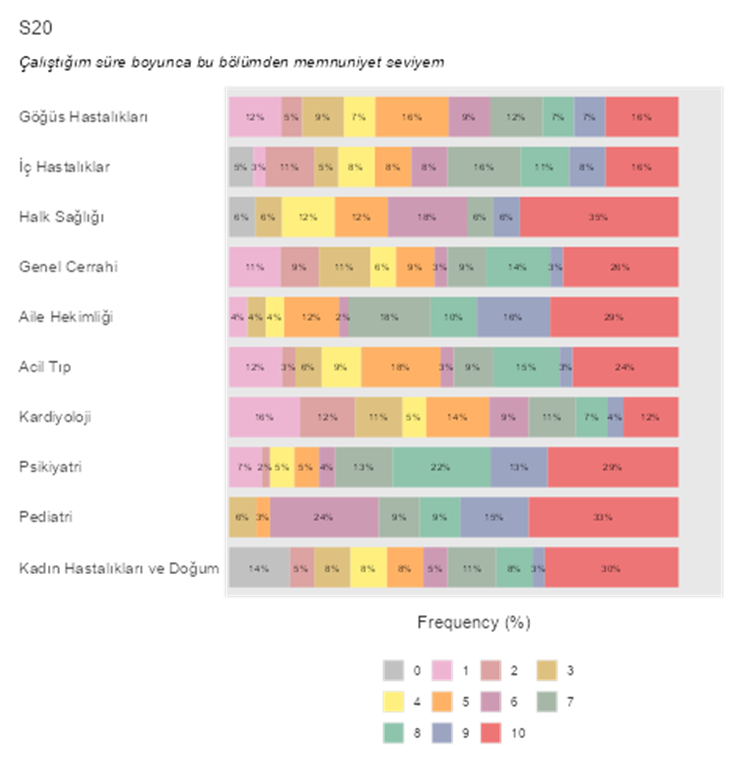 S20
Çalıştığım süre boyunca bu bölümden memnuniyet seviyem
Göğüs Hastalıkları 12% 5% 9% 7% 16% 9% 12% 7% 7% 16%
İç Hastalıklar 5% 3% 11% 5% 8% 8% 8% 16% 11% 8% 16%
Halk Sağlığı 6% 6% 12% 12% 18% 6% 6% 35%
Genel Cerrahi 11% 9% 11% 6% 9% 3% 9% 14% 3% 26%
Aile Hekimliği 4% 4% 4% 12% 2% 18% 10% 16% 29%
Acil Tıp 12% 3% 6% 9% 18% 3% 9% 15% 3% 24%
Kardiyoloji 16% 12% 11% 5% 14% 9% 11% 7% 4% 12%
Psikiyatri 7% 2% 5% 5% 4% 13% 22% 13% 29%
Pediatri 6% 3% 24% 9% 9% 15% 33%
Kadın Hastalıkları ve Doğum 14% 5% 8% 8% 8% 5% 11% 8% 3% 30%
Frequency (%)
0 1 2 3
4 5 6 7
8 9 10